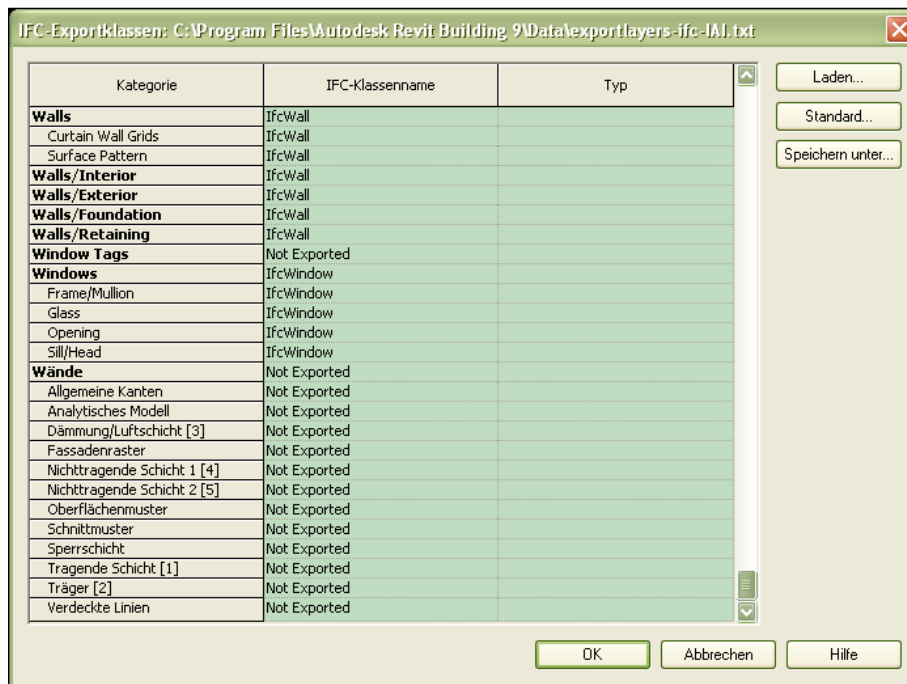 IFC-Exportklassen: C:\Program Files\Autodesk Revit Building 9\Data\exportlayers-ifc-IAI.txt
Kategorie IFC-Klassenname Typ
Laden...
Standard...
Speichern unter...
Walls IfcWall
Curtain Wall Grids IfcWall
Surface Pattern IfcWall
Walls/Interior IfcWall
Walls/Exterior IfcWall
Walls/Foundation IfcWall
Walls/Retaining IfcWall
Window Tags Not Exported
Windows IfcWindow
Frame/Mullion IfcWindow
Glass IfcWindow
Opening IfcWindow
Sill/Head IfcWindow
Wände Not Exported
Allgemeine Kanten Not Exported
Analytisches Modell Not Exported
Dämmung/Luftschicht [3] Not Exported
Fassadenraster Not Exported
Nichttragende Schicht 1 [4] Not Exported
Nichttragende Schicht 2 [5] Not Exported
Oberflächenmuster Not Exported
Schnittmuster Not Exported
Sperrschicht Not Exported
Tragende Schicht [1] Not Exported
Träger [2] Not Exported
Verdeckte Linien Not Exported
OK Abbrechen Hilfe